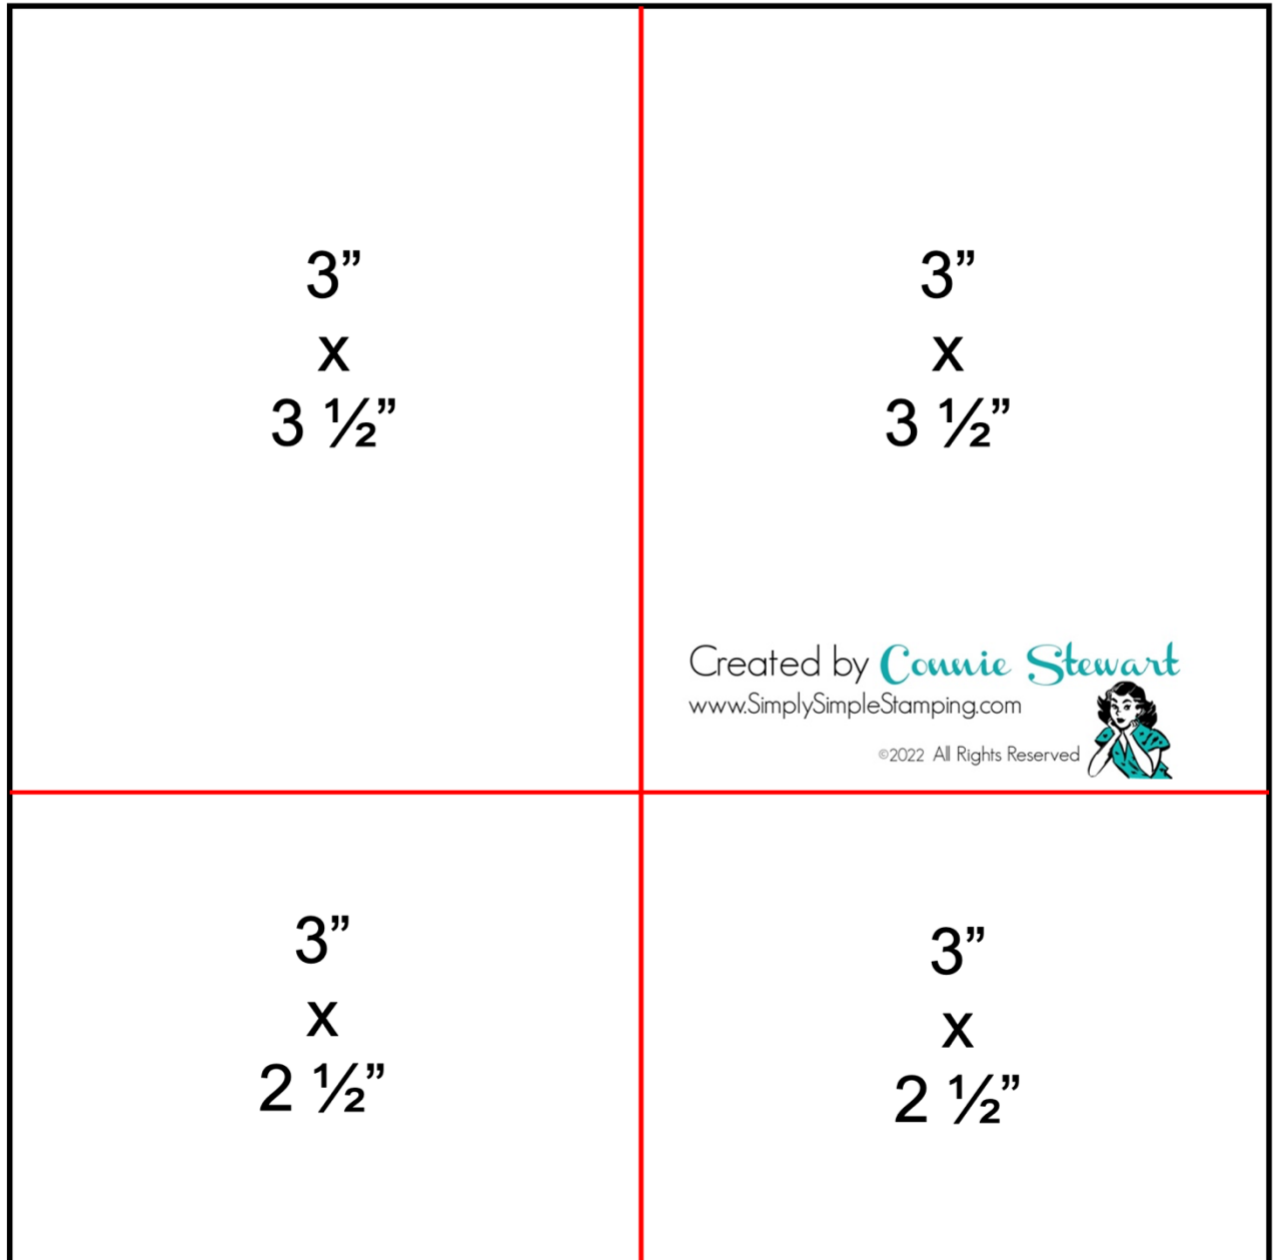 3”
x
3 ½”
3”
x
3 ½”
Created by Connie Stewart
www.SimplySimpleStamping.com
©2022 All Rights Reserved
3”
x
2 ½”
3”
x
2 ½”